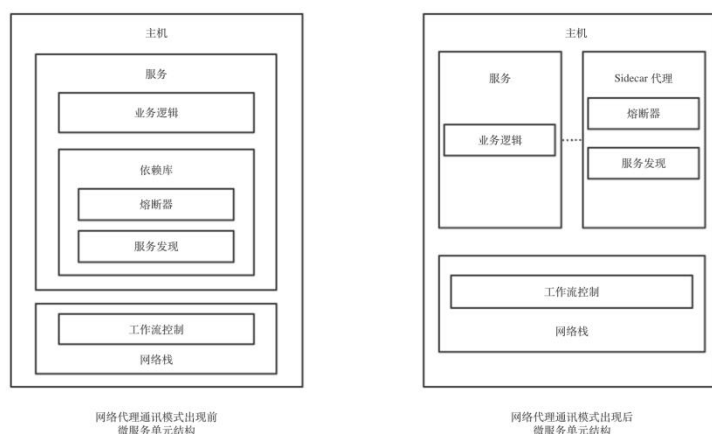 主机
服务
业务逻辑
依赖库
熔断器
服务发现
工作流控制
网络栈
网络代理通讯模式出现前
微服务单元结构
主机
服务
业务逻辑
Sidecar 代理
熔断器
服务发现
工作流控制
网络栈
网络代理通讯模式出现后
微服务单元结构